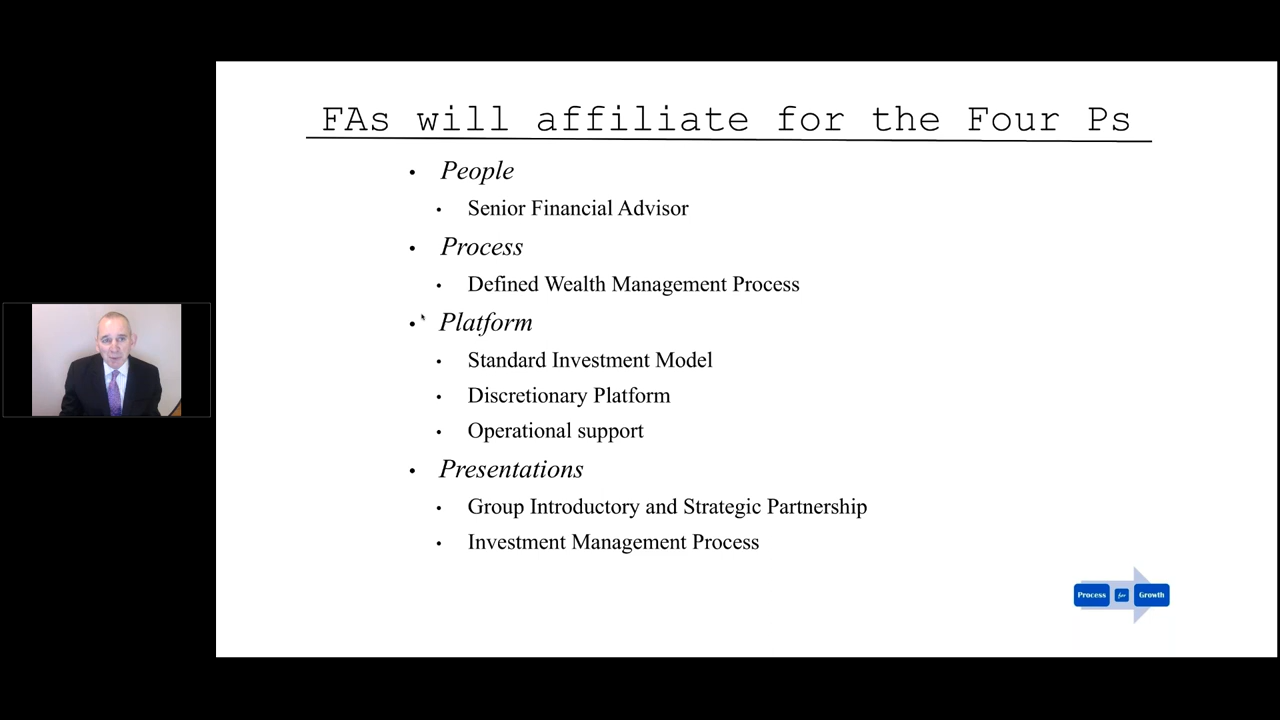 FAs will affiliate for the Four Ps
• People
• Senior Financial Advisor
• Process
• Defined Wealth Management Process
• Platform
• Standard Investment Model
• Discretionary Platform
• Operational support
• Presentations
• Group Introductory and Strategic Partnership
• Investment Management Process
Process for Growth